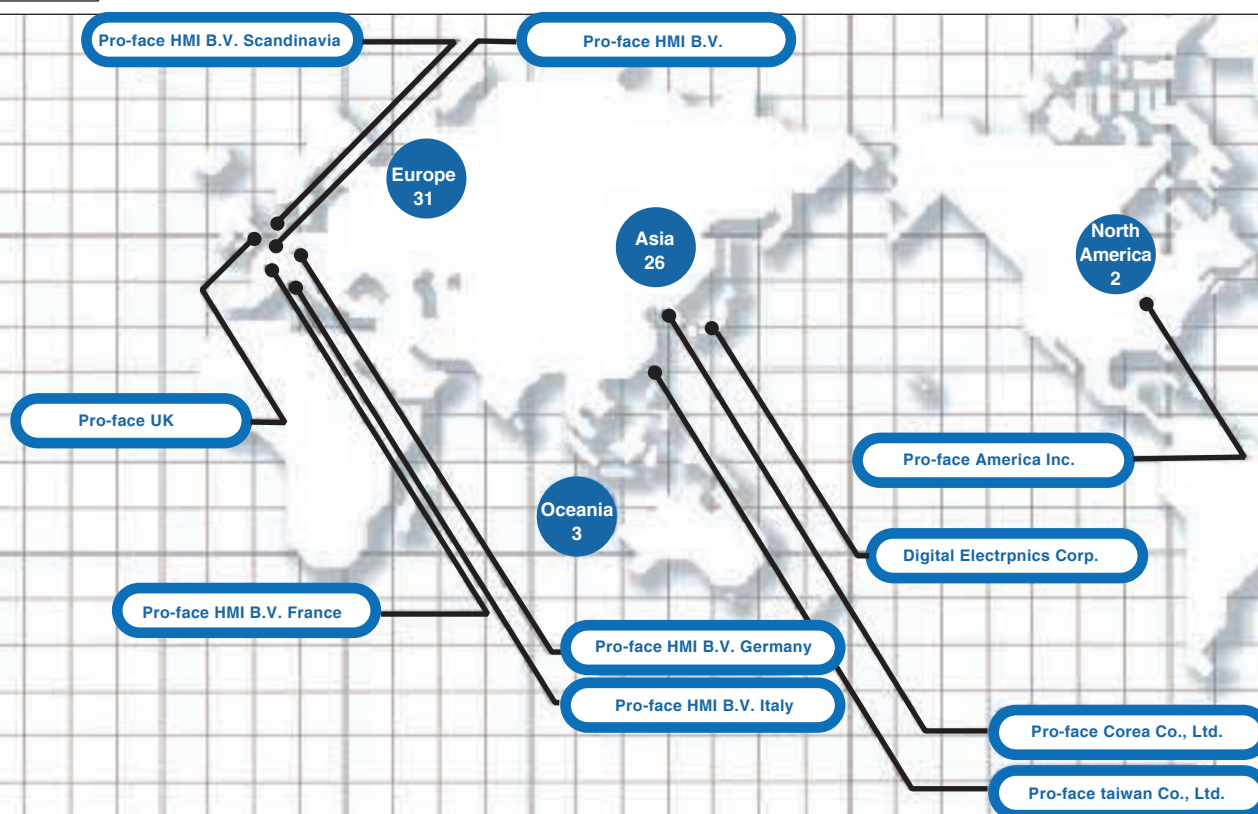 Pro-face HMI B.V. Scandinavia
Pro-face HMI B.V.
Europe
31
Asia
26
North
America
2
Pro-face UK
Pro-face America Inc.
Oceania
3
Digital Electrpnics Corp.
Pro-face HMI B.V. France
Pro-face HMI B.V. Germany
Pro-face HMI B.V. Italy
Pro-face Corea Co., Ltd.
Pro-face taiwan Co., Ltd.